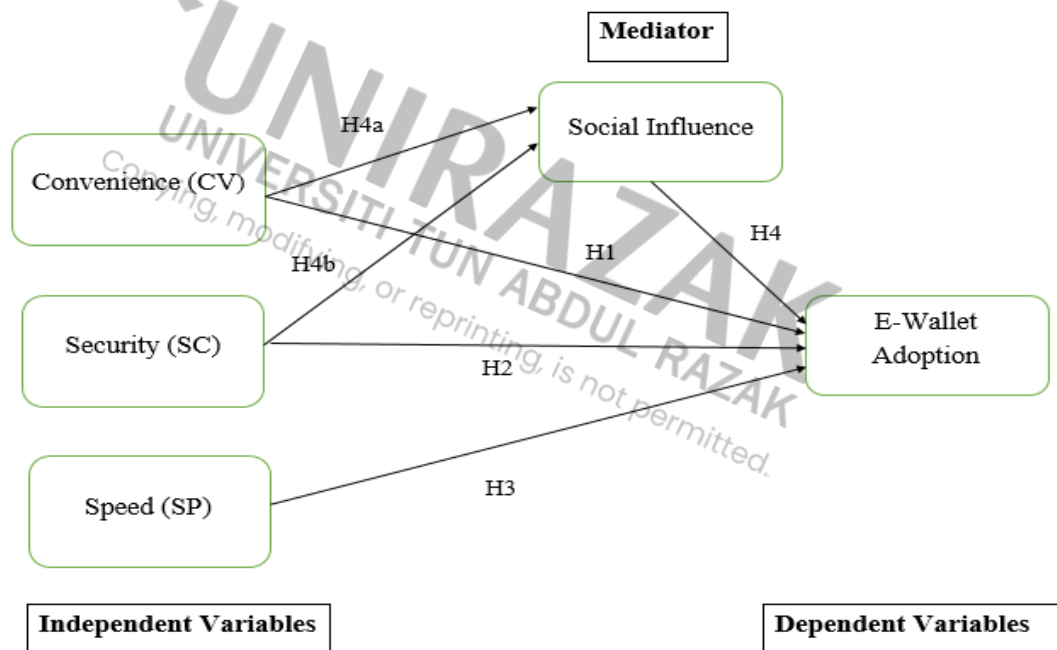 Mediator
Social Influence
H4a
Convenience (CV)
H4b
H1
H4
Security (SC)
H2
E-Wallet
Adoption
Speed (SP)
H3
Independent Variables
Dependent Variables
UNIRAZAK
UNIVERSITI TUN ABDUL RAZAK
Copying, modifying, or reprinting, is not permitted.